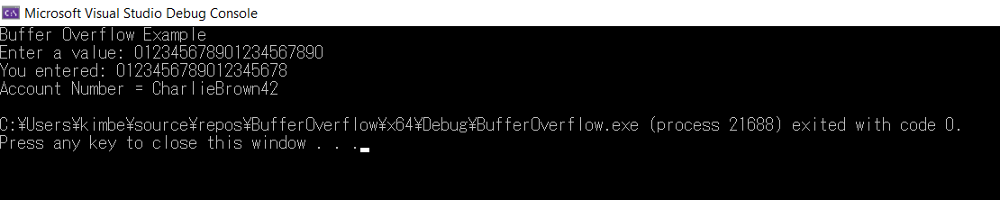 Microsoft Visual Studio Debug Console
Buffer Overflow Example
Enter a value: 012345678901234567890
You entered: 0123456789012345678
Account Number = CharlieBrown42
C:¥Users¥kimbe¥source¥repos¥BufferOverflow¥x64¥Debug¥BufferOverflow.exe (process 21688) exited with code 0.
Press any key to close this window . . .